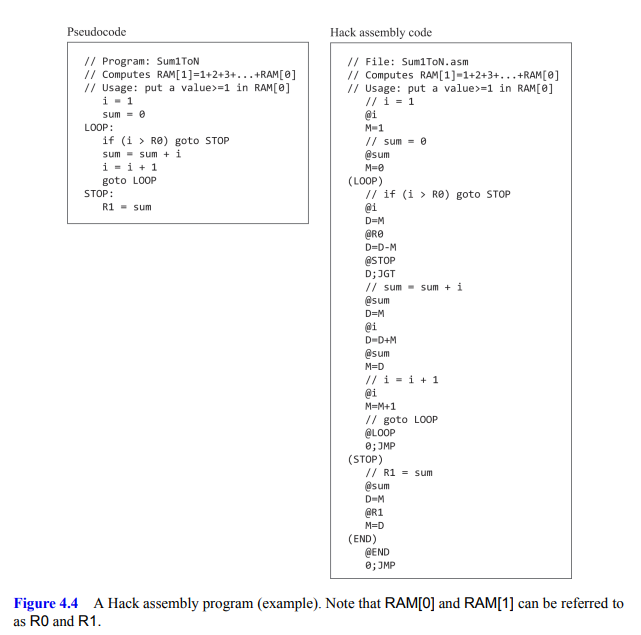 Pseudocode
// Program: Sum1ToN
// Computes RAM[1]=1+2+3+...+RAM[0]
// Usage: put a value>=1 in RAM[0]
i = 1
sum = 0
LOOP:
if (i > R0) goto STOP
sum = sum + i
i = i + 1
goto LOOP
STOP:
R1 = sum
Hack assembly code
// File: Sum1ToN.asm
// Computes RAM[1]=1+2+3+...+RAM[0]
// Usage: put a value>=1 in RAM[0]
// i = 1
@i
M=1
// sum = 0
@sum
M=0
(LOOP)
// if (i > R0) goto STOP
@i
D=M
@R0
D=D-M
@STOP
D;JGT
// sum = sum + i
@sum
D=M
@i
D=D+M
@sum
M=D
// i = i + 1
@i
M=M+1
// goto LOOP
@LOOP
0;JMP
(STOP)
// R1 = sum
@sum
D=M
@R1
M=D
(END)
@END
0;JMP
Figure 4.4 A Hack assembly program (example). Note that RAM[0] and RAM[1] can be referred to
as R0 and R1.